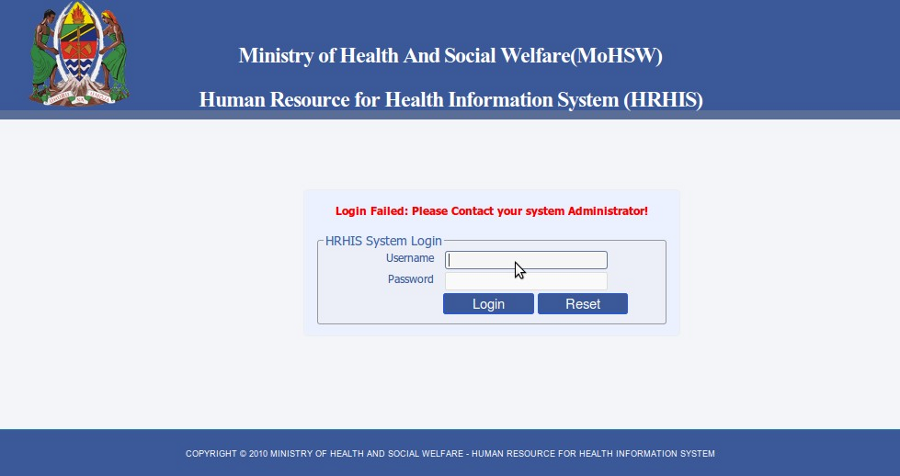 Ministry of Health And Social Welfare(MoHSW)
Human Resource for Health Information System (HRHIS)
Login Failed: Please Contact your system Administrator!
HRHIS System Login
Username
Password
Login Reset
COPYRIGHT © 2010 MINISTRY OF HEALTH AND SOCIAL WELFARE - HUMAN RESOURCE FOR HEALTH INFORMATION SYSTEM